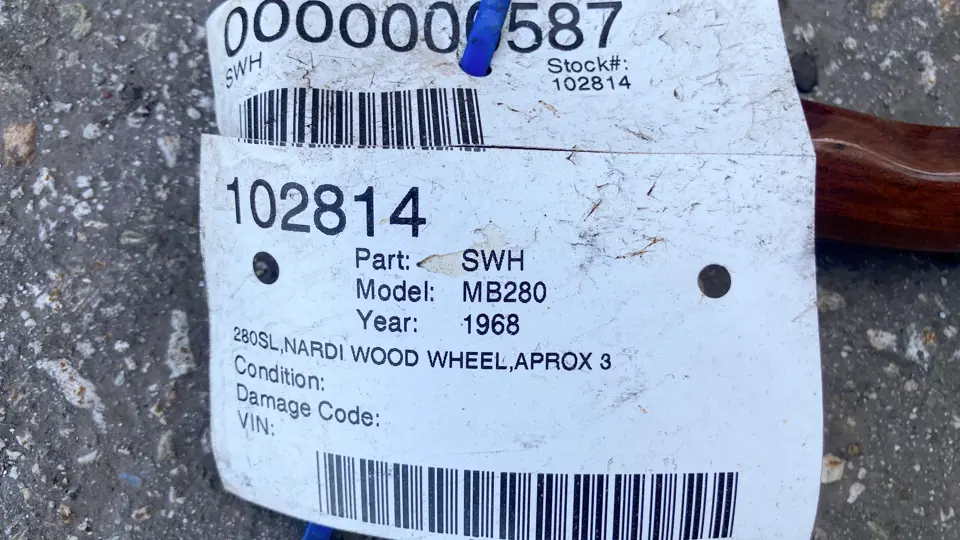 0000000587
SWH
Stock#:
102814
102814
Part: SWH
Model: MB280
Year: 1968
280SL,NARDI WOOD WHEEL,APROX 3
Condition:
Damage Code:
VIN: